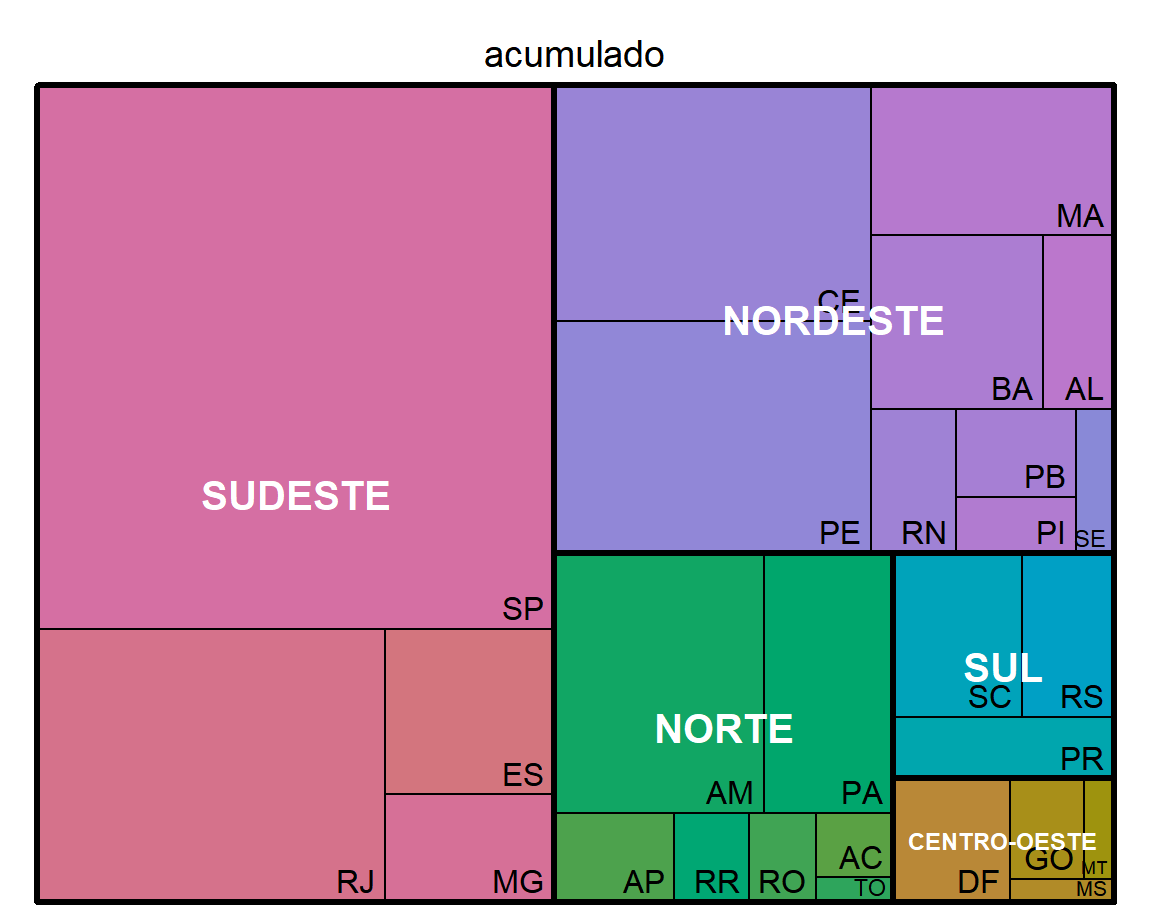 acumulado
SUDESTE
SP
RJ
ES
MG
NORDESTE
CE
PE
MA
BA
AL
RN
PB
PI
SE
NORTE
AM
PA
AP
RR
RO
AC
TO
SUL
SC
RS
PR
CENTRO-OESTE
DF
GO
MT
MS